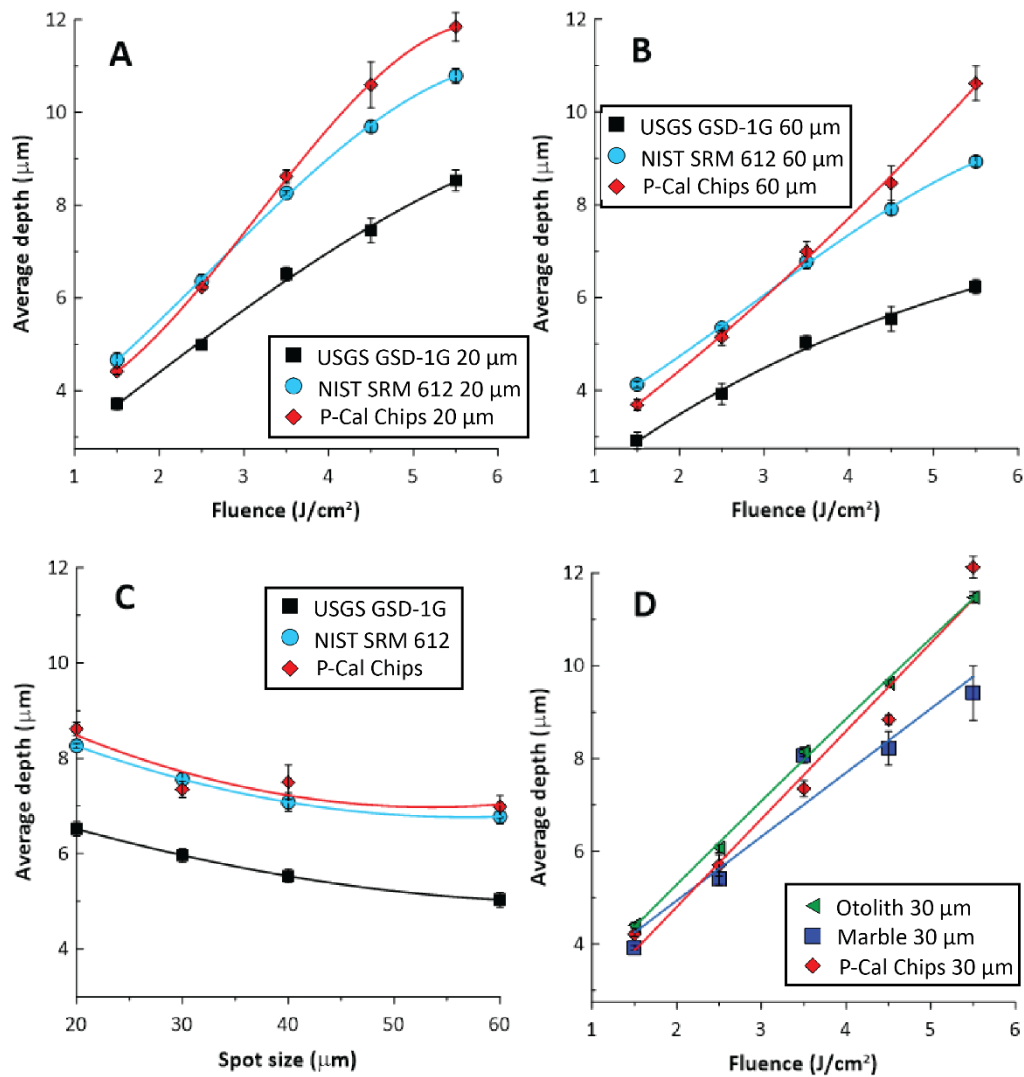 A
12
10
8
6
4
Average depth (μm)
USGS GSD-1G 20 μm
NIST SRM 612 20 μm
P-Cal Chips 20 μm
1 2 3 4 5 6
Fluence (J/cm²)
B
12
10
8
6
4
Average depth (μm)
USGS GSD-1G 60 μm
NIST SRM 612 60 μm
P-Cal Chips 60 μm
1 2 3 4 5 6
Fluence (J/cm²)
C
12
10
8
6
4
Average depth (μm)
USGS GSD-1G
NIST SRM 612
P-Cal Chips
20 30 40 50 60
Spot size (μm)
D
12
10
8
6
4
Average depth (μm)
Otolith 30 μm
Marble 30 μm
P-Cal Chips 30 μm
1 2 3 4 5 6
Fluence (J/cm²)